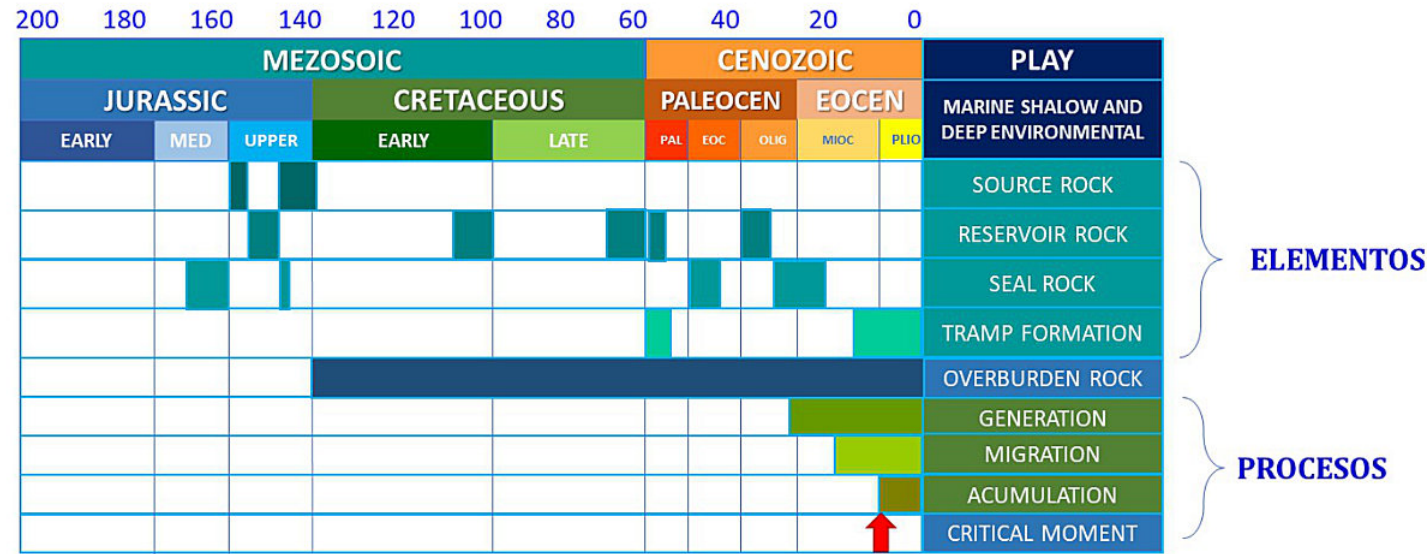 200 180 160 140 120 100 80 60 40 20 0
MEZOSOIC CENOZOIC PLAY
JURASSIC CRETACEOUS PALEOCEN EOCEN MARINE SHALOW AND
DEEP ENVIRONMENTAL
EARLY MED UPPER EARLY LATE PAL EOC OLIG MIOC PLIO
SOURCE ROCK
RESERVOIR ROCK
SEAL ROCK
TRAMP FORMATION
ELEMENTOS
OVERBURDEN ROCK
GENERATION
MIGRATION
ACUMULATION
CRITICAL MOMENT
PROCESOS